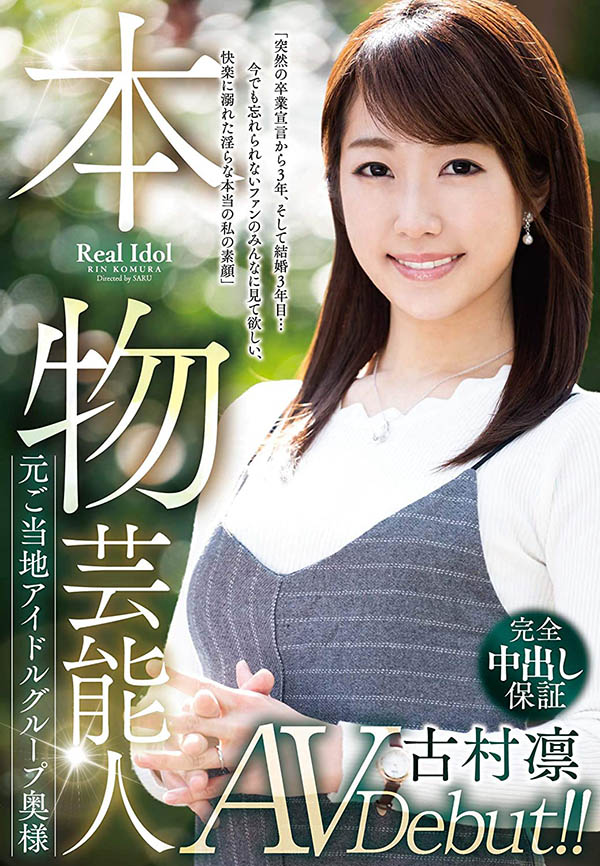 本物芸能人
Real Idol
RIN KOMURA
Directed by SARU
「突然の卒業宣言から3年、そして結婚3年目…
今でも忘れられないファンのみんなに見て欲しい、
快楽に溺れた淫らな本当の私の素顔」
元ご当地アイドルグループ奥様
完全
中出し
保証
古村凛
AV Debut!!